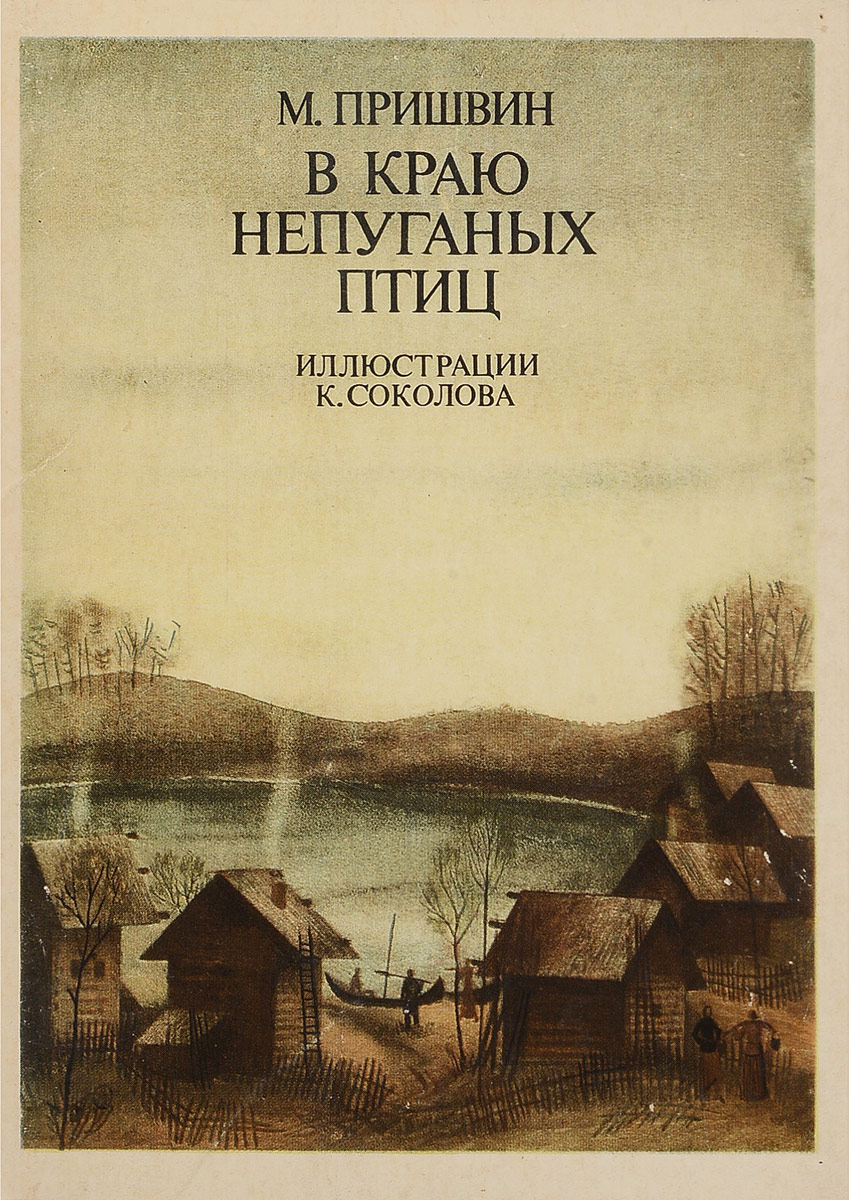 М. ПРИШВИН
В КРАЮ
НЕПУГАНЫХ
ПТИЦ
ИЛЛЮСТРАЦИИ
К. СОКОЛОВА